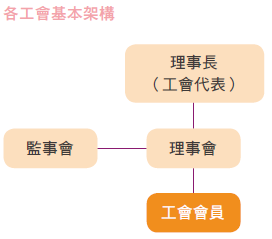 各工會基本架構
理事長
（工會代表）
監事會
理事會
工會會員